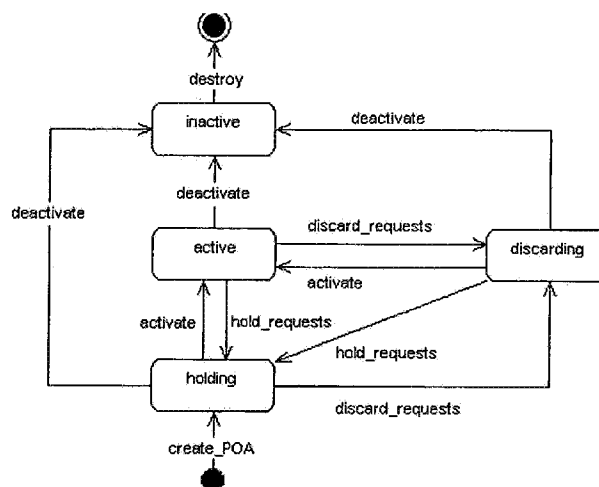 destroy
inactive
deactivate
deactivate
deactivate
discard_requests
active
discarding
activate
activate
hold_requests
hold_requests
holding
discard_requests
create_POA